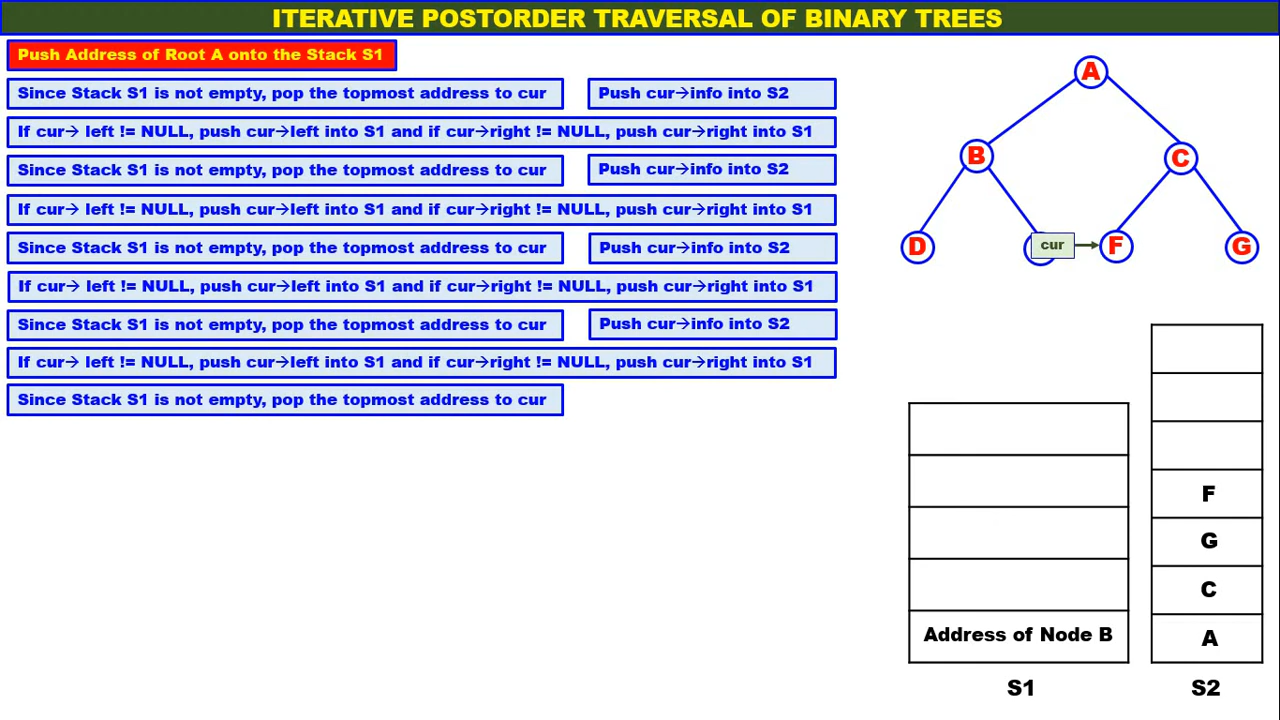 ITERATIVE POSTORDER TRAVERSAL OF BINARY TREES
Push Address of Root A onto the Stack S1
Since Stack S1 is not empty, pop the topmost address to cur
Push cur→info into S2
If cur→ left != NULL, push cur→left into S1 and if cur→right != NULL, push cur→right into S1
Since Stack S1 is not empty, pop the topmost address to cur
Push cur→info into S2
If cur→ left != NULL, push cur→left into S1 and if cur→right != NULL, push cur→right into S1
Since Stack S1 is not empty, pop the topmost address to cur
Push cur→info into S2
If cur→ left != NULL, push cur→left into S1 and if cur→right != NULL, push cur→right into S1
Since Stack S1 is not empty, pop the topmost address to cur
Push cur→info into S2
If cur→ left != NULL, push cur→left into S1 and if cur→right != NULL, push cur→right into S1
Since Stack S1 is not empty, pop the topmost address to cur
A
B
C
D
cur
F
G
Address of Node B
S1
F
G
C
A
S2